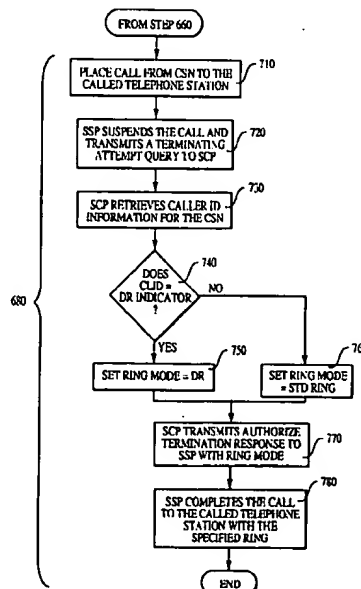 FROM STEP 660
PLACE CALL FROM CSN TO THE
CALLED TELEPHONE STATION
710
SSP SUSPENDS THE CALL AND
TRANSMITS A TERMINATING
ATTEMPT QUERY TO SCP
720
SCP RETRIEVES CALLER ID
INFORMATION FOR THE CSN
730
DOES
CLID =
DR INDICATOR
?
740
NO
YES
680
750
SET RING MODE = DR
76
SET RING MODE
= STD RING
SCP TRANSMITS AUTHORIZE
TERMINATION RESPONSE TO
SSP WITH RING MODE
770
SSP COMPLETES THE CALL
TO THE CALLED TELEPHONE
STATION WITH THE
SPECIFIED RING
780
END